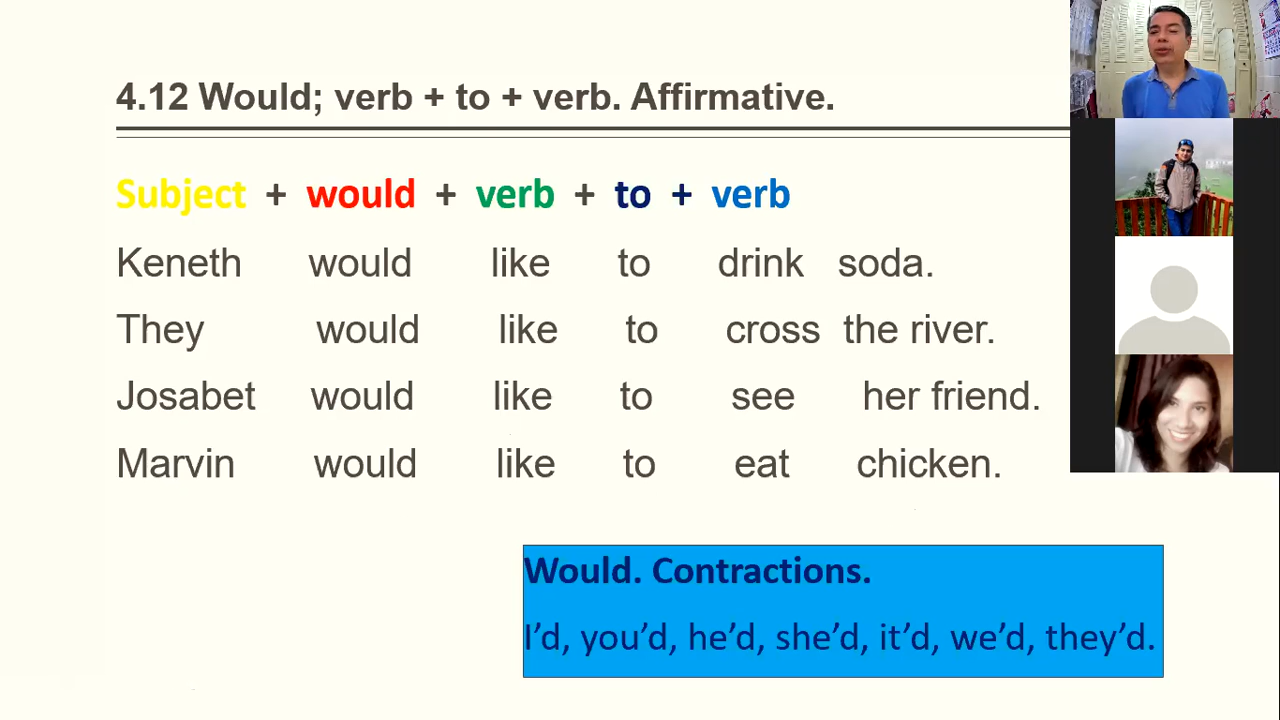 4.12 Would; verb + to + verb. Affirmative.
Subject + would + verb + to + verb
Keneth would like to drink soda.
They would like to cross the river.
Josabet would like to see her friend.
Marvin would like to eat chicken.
Would. Contractions.
I’d, you’d, he’d, she’d, it’d, we’d, they’d.